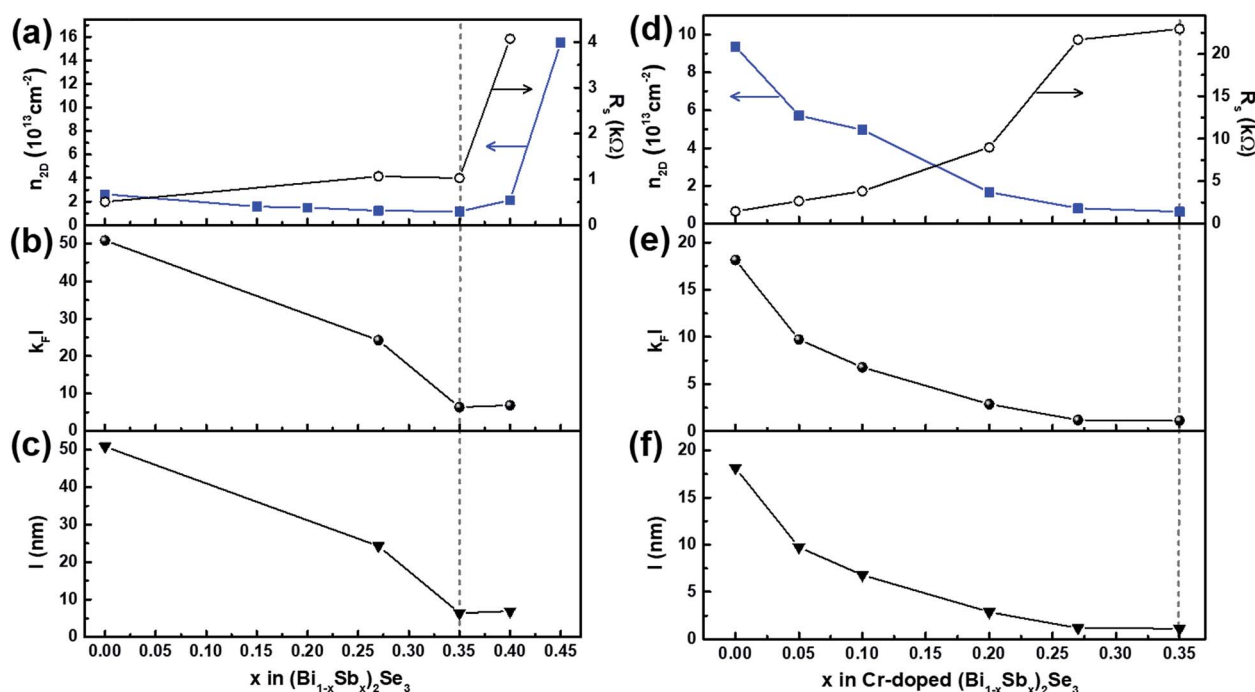 (a)
16
14
12
10
8
6
4
2
0
n2D (10^13cm^-2)
4
3
2
1
0
Rs (kΩ)
(b)
50
40
30
20
10
0
kFl
(c)
50
40
30
20
10
0
l (nm)
0.00 0.05 0.10 0.15 0.20 0.25 0.30 0.35 0.40 0.45
x in (Bi1-xSbx)2Se3
(d)
10
8
6
4
2
0
n2D (10^13cm^-2)
20
15
10
5
0
Rs (kΩ)
(e)
20
15
10
5
0
kFl
(f)
20
15
10
5
0
l (nm)
0.00 0.05 0.10 0.15 0.20 0.25 0.30 0.35
x in Cr-doped (Bi1-xSbx)2Se3